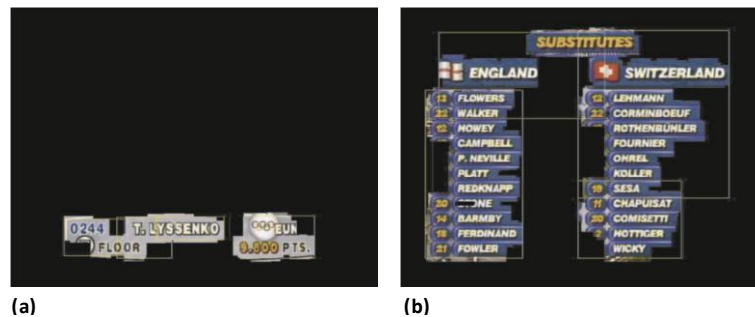 0244 T. LYSSENKO EUN
FLOOR 9.800 PTS.
SUBSTITUTES
ENGLAND SWITZERLAND
13 FLOWERS 12 LEHMANN
22 WALKER 22 CORMINBOEUF
12 HOWEY ROTHENBÜHLER
CAMPBELL FOURNIER
P. NEVILLE OHREL
PLATT KOLLER
REDKNAPP 19 SESA
20 STONE 11 CHAPUISAT
14 BARMBY 20 COMISETTI
18 FERDINAND 2 HOTTIGER
21 FOWLER WICKY
(a) (b)